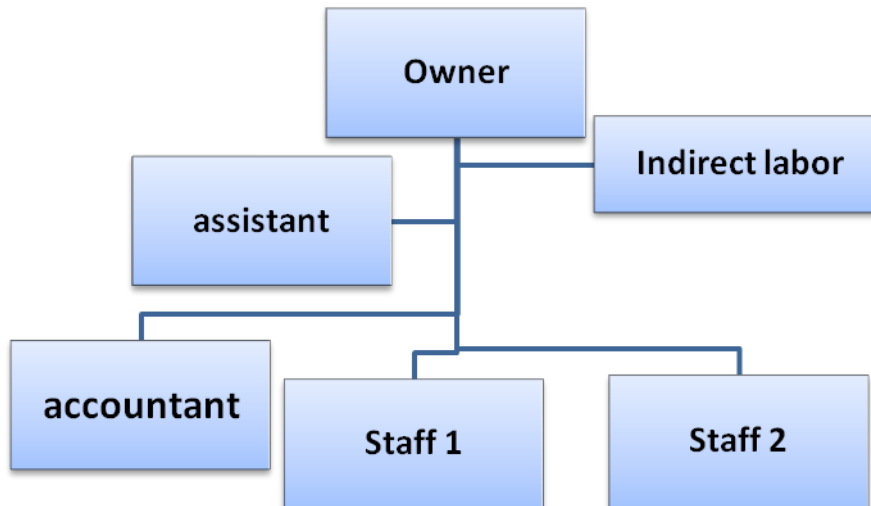 Owner
Indirect labor
assistant
accountant
Staff 1
Staff 2